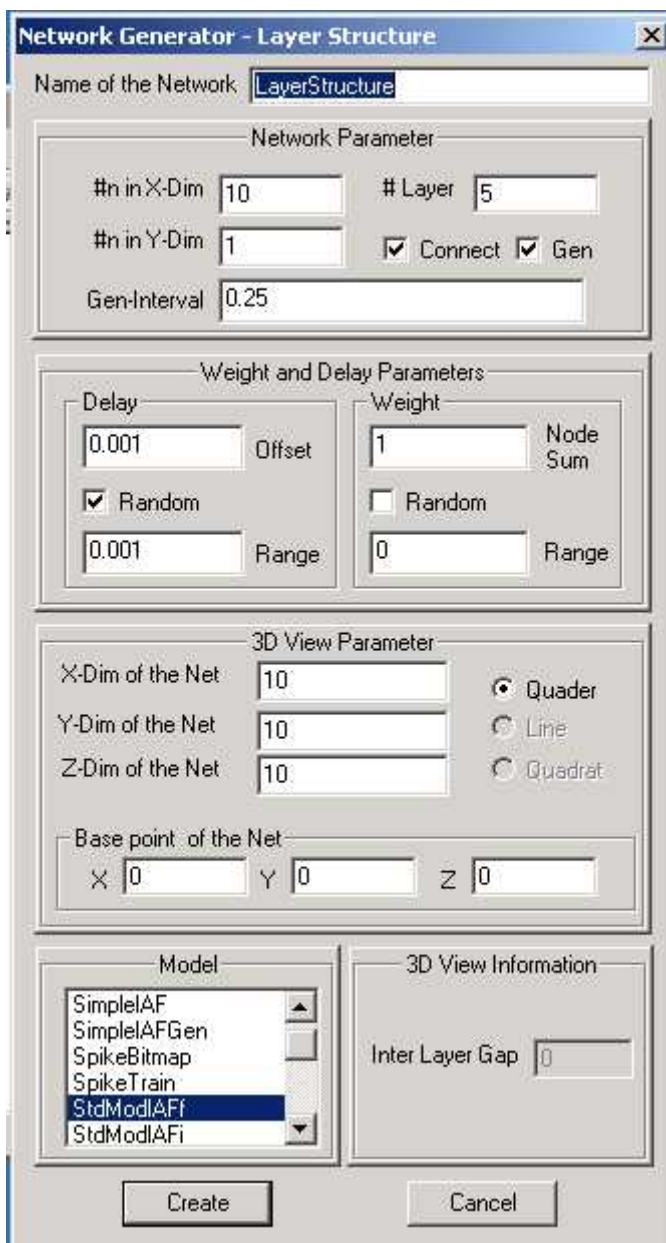 Network Generator - Layer Structure
Name of the Network LayerStructure
Network Parameter
#n in X-Dim 10 # Layer 5
#n in Y-Dim 1 Connect Gen
Gen-Interval 0.25
Weight and Delay Parameters
Delay
0.001 Offset
Random
0.001 Range
Weight
1 Node Sum
Random
0 Range
3D View Parameter
X-Dim of the Net 10
Y-Dim of the Net 10
Z-Dim of the Net 10
Quader
Line
Quadrat
Base point of the Net
X 0 Y 0 Z 0
Model
SimpleIAF
SimpleIAFGen
SpikeBitmap
SpikeTrain
StdModIAFf
StdModIAFi
3D View Information
Inter Layer Gap 0
Create Cancel